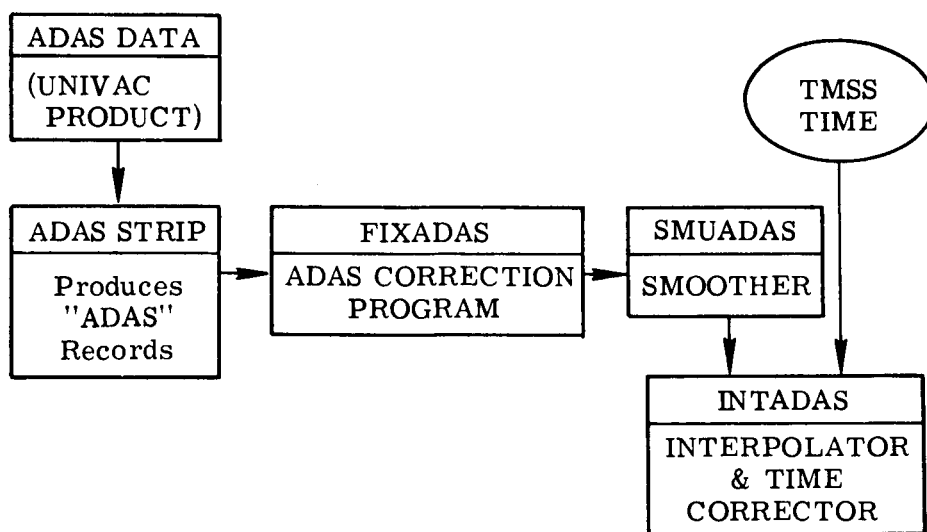 ADAS DATA
(UNIVAC
PRODUCT)
TMSS
TIME
ADAS STRIP
Produces
"ADAS"
Records
FIXADAS
ADAS CORRECTION
PROGRAM
SMUADAS
SMOOTHER
INTADAS
INTERPOLATOR
& TIME
CORRECTOR